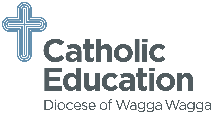 Catholic
Education
Diocese of Wagga Wagga